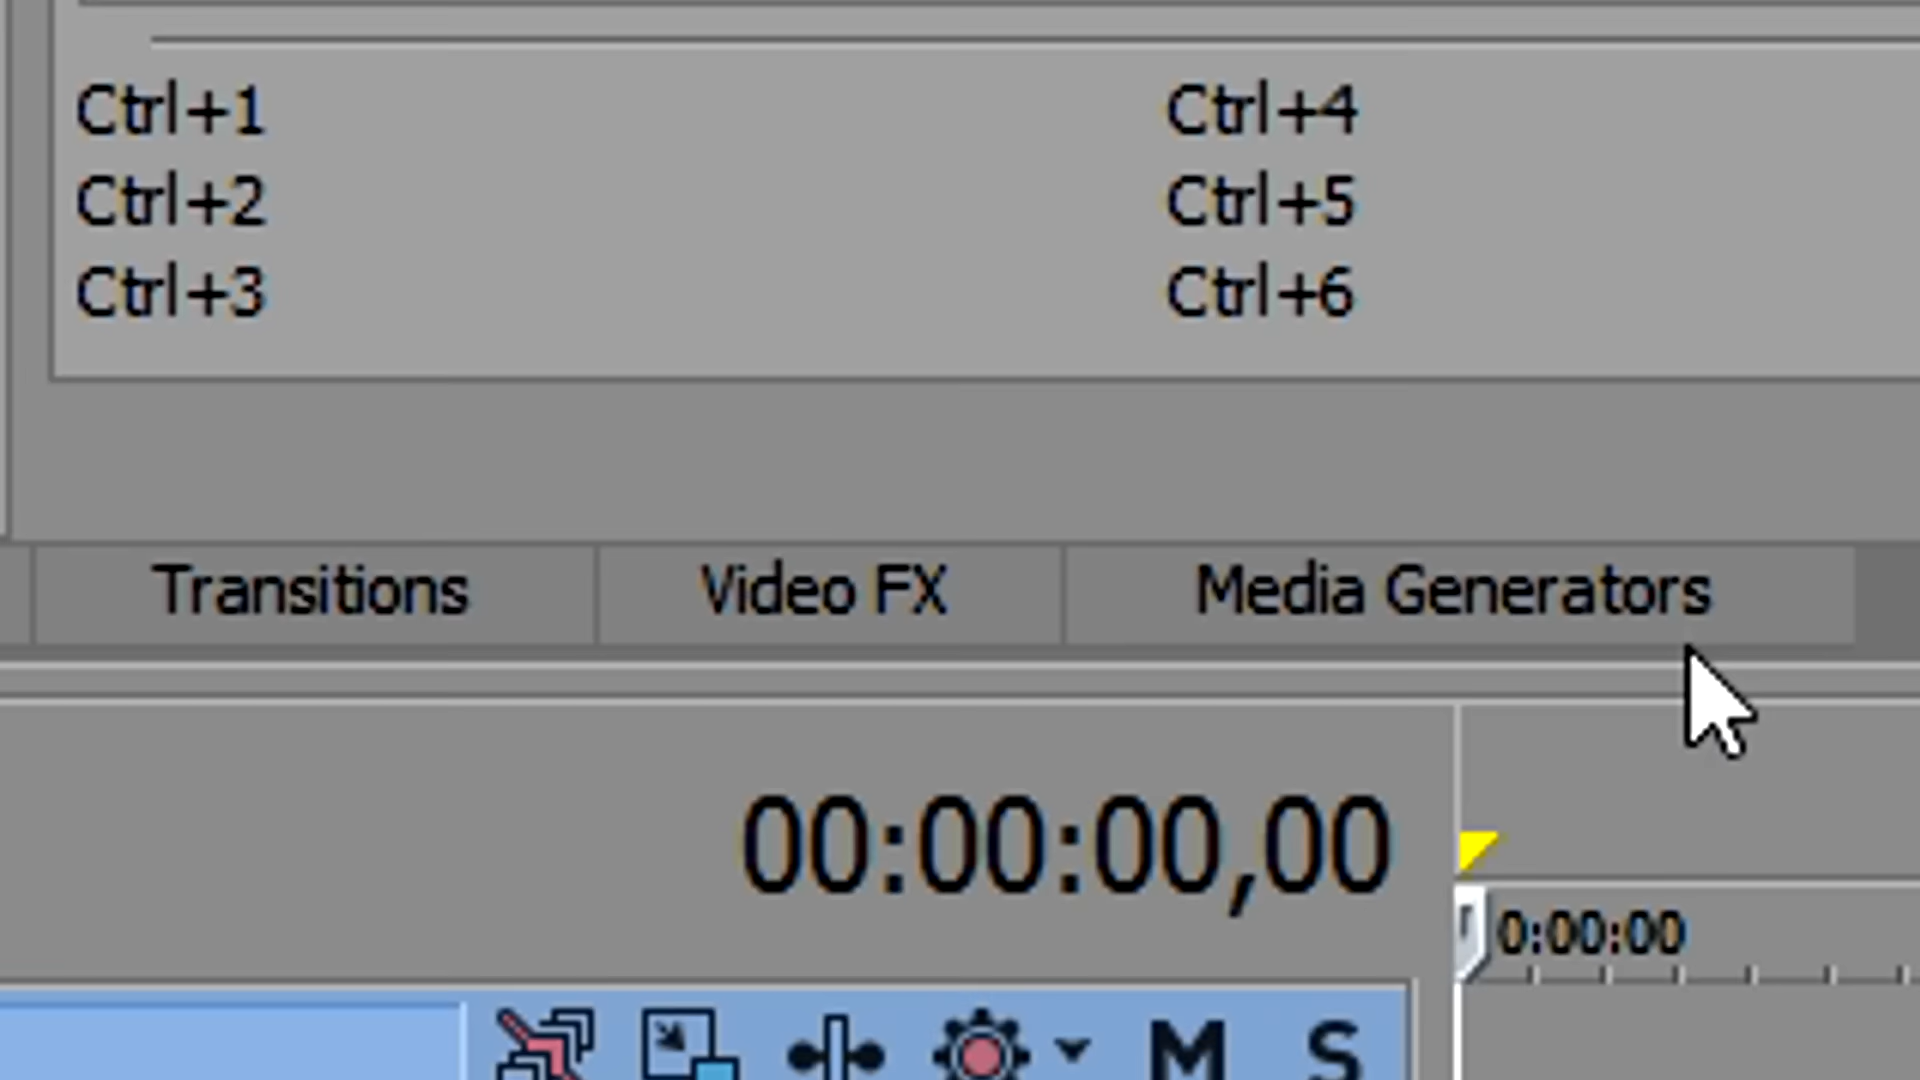 Ctrl+1 Ctrl+4
Ctrl+2 Ctrl+5
Ctrl+3 Ctrl+6
Transitions Video FX Media Generators
00:00:00,00
0:00:00
M S